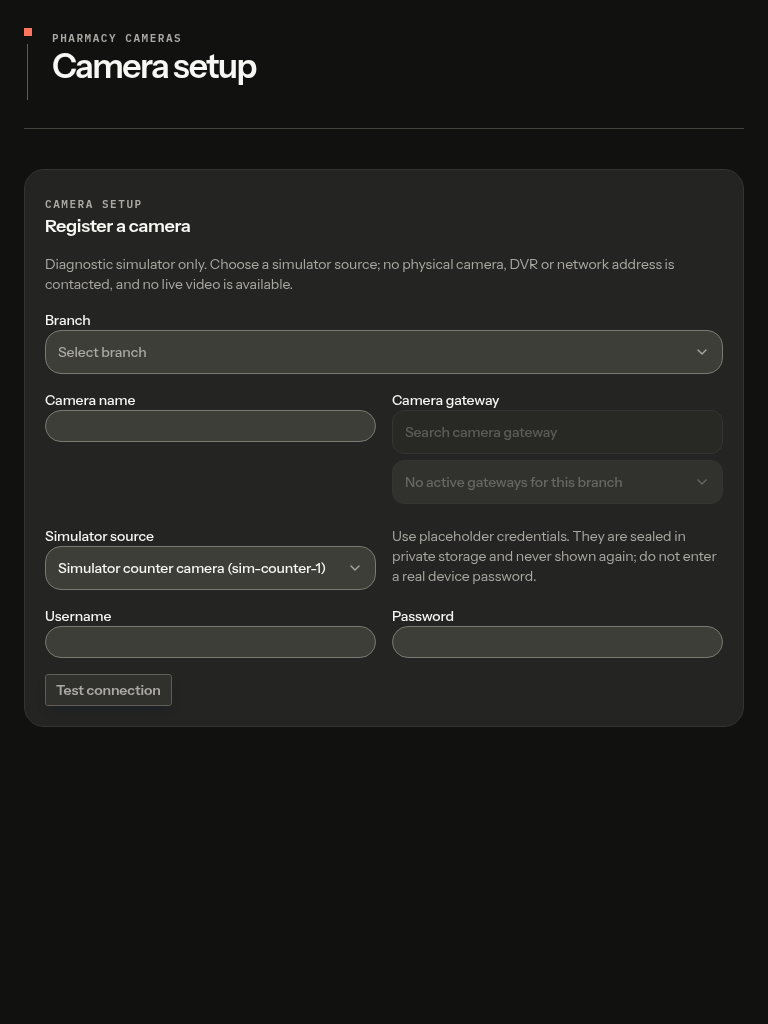 PHARMACY CAMERAS
Camera setup
CAMERA SETUP
Register a camera
Diagnostic simulator only. Choose a simulator source; no physical camera, DVR or network address is
contacted, and no live video is available.
Branch
Select branch
Camera name
Camera gateway
Search camera gateway
No active gateways for this branch
Simulator source
Simulator counter camera (sim-counter-1)
Use placeholder credentials. They are sealed in
private storage and never shown again; do not enter
a real device password.
Username
Password
Test connection